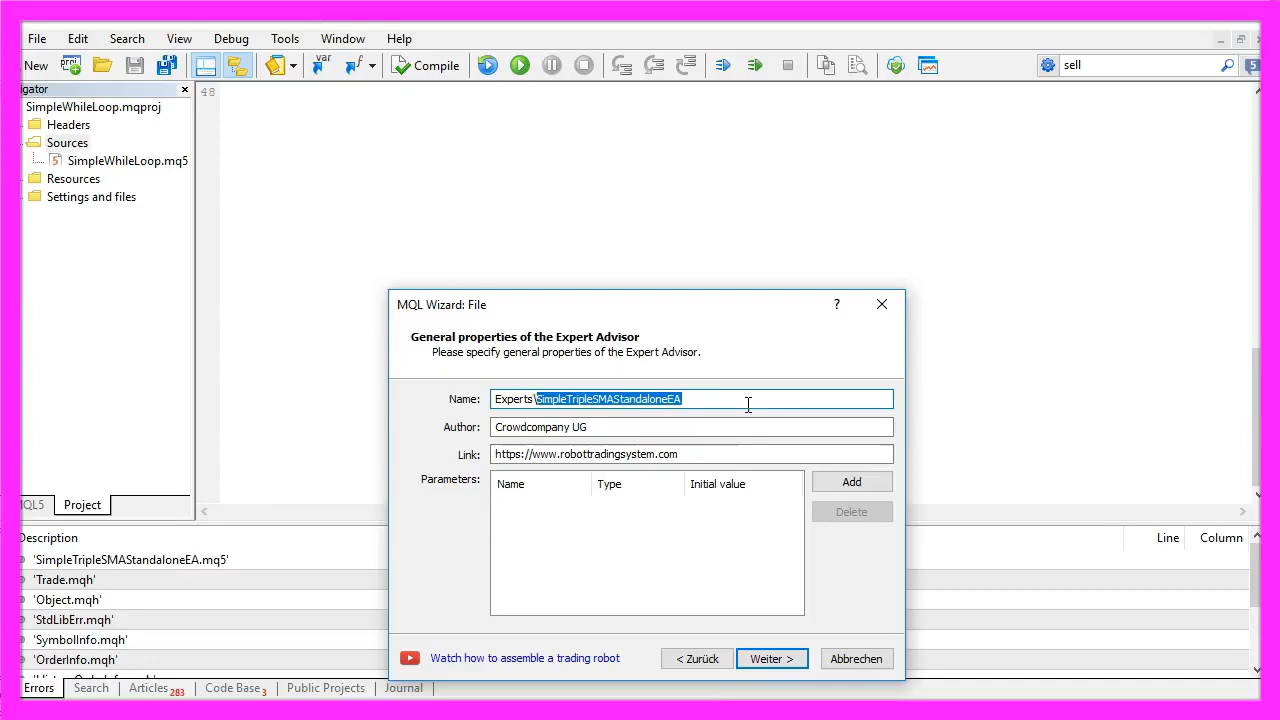 File Edit Search View Debug Tools Window Help
New Compile sell 5
igator
SimpleWhileLoop.mqproj
Headers
Sources
SimpleWhileLoop.mq5
Resources
Settings and files
48
MQL Wizard: File
General properties of the Expert Advisor
Please specify general properties of the Expert Advisor.
Name: Experts\SimpleTripleSMAStandaloneEA
Author: Crowdcompany UG
Link: https://www.robottradingsystem.com
Parameters: Name Type Initial value Add
Delete
Watch how to assemble a trading robot < Zurück Weiter > Abbrechen
MQL5 Project
Description Line Column
'SimpleTripleSMAStandaloneEA.mq5'
'Trade.mqh'
'Object.mqh'
'StdLibErr.mqh'
'SymbolInfo.mqh'
'OrderInfo.mqh'
Errors Search Articles 283 Code Base 3 Public Projects Journal